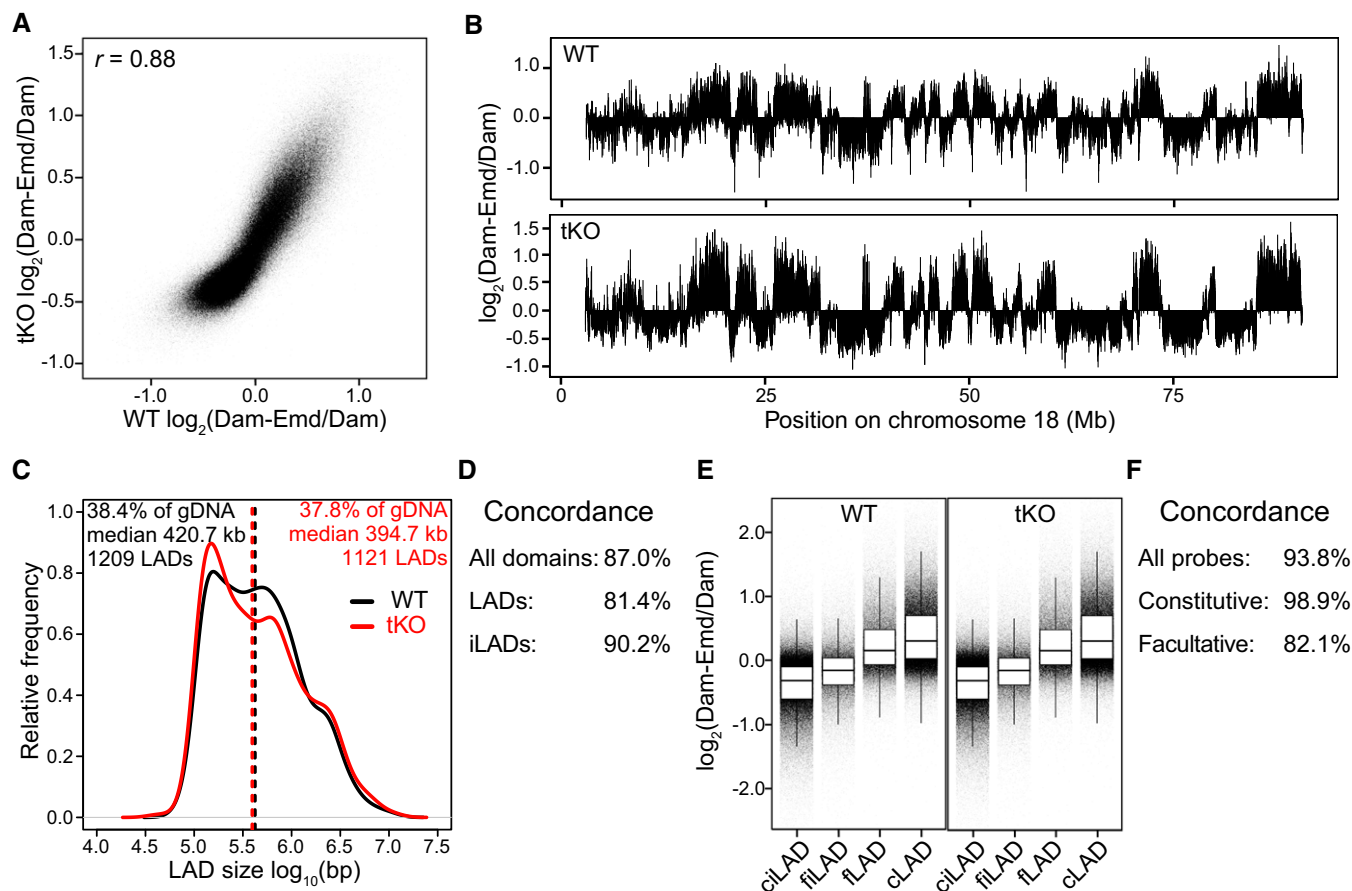 A
r = 0.88
tKO log2(Dam-Emd/Dam)
1.5
1.0
0.5
0.0
-0.5
-1.0
-1.0
0.0
1.0
WT log2(Dam-Emd/Dam)
B
log2(Dam-Emd/Dam)
WT
1.0
0.0
-1.0
tKO
1.5
1.0
0.5
0.0
-0.5
-1.0
0
25
50
75
Position on chromosome 18 (Mb)
C
Relative frequency
1.0
0.8
0.6
0.4
0.2
0.0
38.4% of gDNA
median 420.7 kb
1209 LADs
37.8% of gDNA
median 394.7 kb
1121 LADs
WT
tKO
4.0 4.5 5.0 5.5 6.0 6.5 7.0 7.5
LAD size log10(bp)
D
Concordance
All domains: 87.0%
LADs: 81.4%
iLADs: 90.2%
E
log2(Dam-Emd/Dam)
WT
tKO
2.0
1.0
0.0
-1.0
-2.0
ciLAD fiLAD fLAD cLAD ciLAD fiLAD fLAD cLAD
F
Concordance
All probes: 93.8%
Constitutive: 98.9%
Facultative: 82.1%